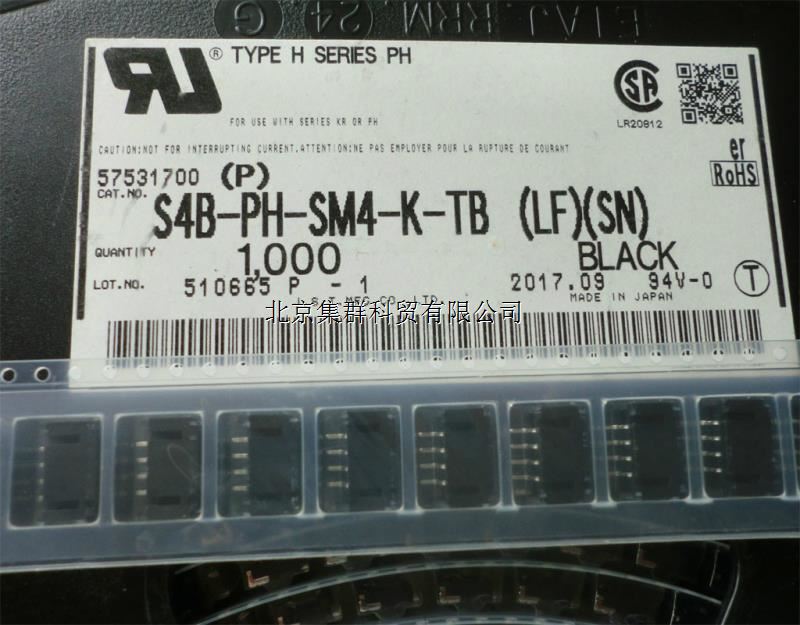 EIAJ.RRM.(24)G
® TYPE H SERIES PH
FOR USE WITH SERIES KR OR PH
LR20812
CAUTION:NOT FOR INTERRUPTING CURRENT.ATTENTION:NE PAS EMPLOYER POUR LA RUPTURE DE COURANT
57531700 (P)
RoHS
CAT.NO. S4B-PH-SM4-K-TB (LF)(SN)
QUANTITY 1,000 BLACK
LOT.NO. 510665 P - 1 2017.09 94V-0 T
J.S.T.MFG.CO.,LTD. MADE IN JAPAN
北京集群科贸有限公司